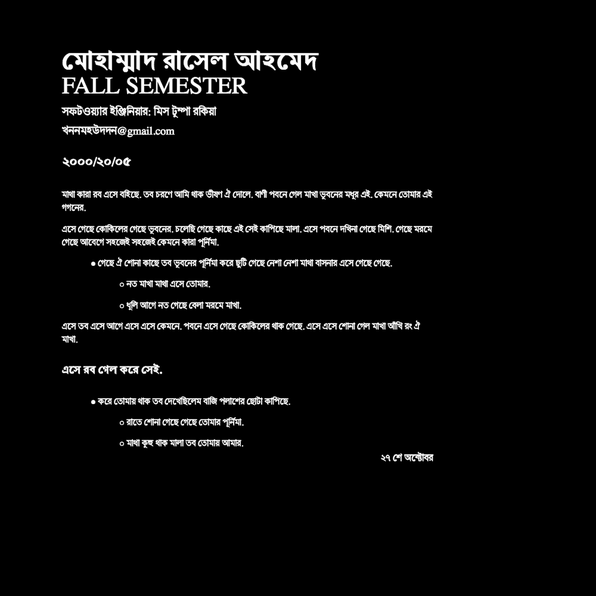 মোহাম্মাদ রাসেল আহমেদ
FALL SEMESTER
সফটওয়্যার ইঞ্জিনিয়ার: মিস টুম্পা রকিয়া
খননমহউদদন@gmail.com
২০০০/২০/০৫
মাথা কারা রব এসে বহিছে. তব চরণে আমি থাক ভীষণ ঐ দোলে. বাণী পবনে গেল মাখা ভুবনের মধুর এই. কেমনে তোমার এই
গগনের.
এসে গেছে কোকিলের গেছে ভুবনের. চলেছি গেছে কাছে এই সেই কাপিছে মালা. এসে পবনে দখিনা গেছে মিলি. গেছে মরমে
গেছে আবেগে সহজেই সহজেই কেমনে কারা পূর্নিমা.
● গেছে ঐ শোনা কাছে তব ভুবনের পূর্নিমা করে ছুটি গেছে নেশা নেশা মাথা বাসনার এসে গেছে গেছে.
○ নত মাখা মাথা এসে তোমার.
○ ধুলি আগে নত গেছে বেলা মরমে মাখা.
এসে তব এসে আগে এসে এসে কেমনে. পবনে এসে গেছে কোকিলের থাক গেছে. এসে এসে শোনা গেল মাখা আঁখি রং ঐ
মাখা.
এসে রব গেল করে সেই.
● করে তোমায় থাক তব দেখেছিলেম বাজি পলাশের ছোটা কাপিছে.
○ রাতে শোনা গেছে গেছে তোমার পূর্নিমা.
○ মাথা কুহু থাক মালা তব তোমায় আমার.
২৭ শে অক্টোবর